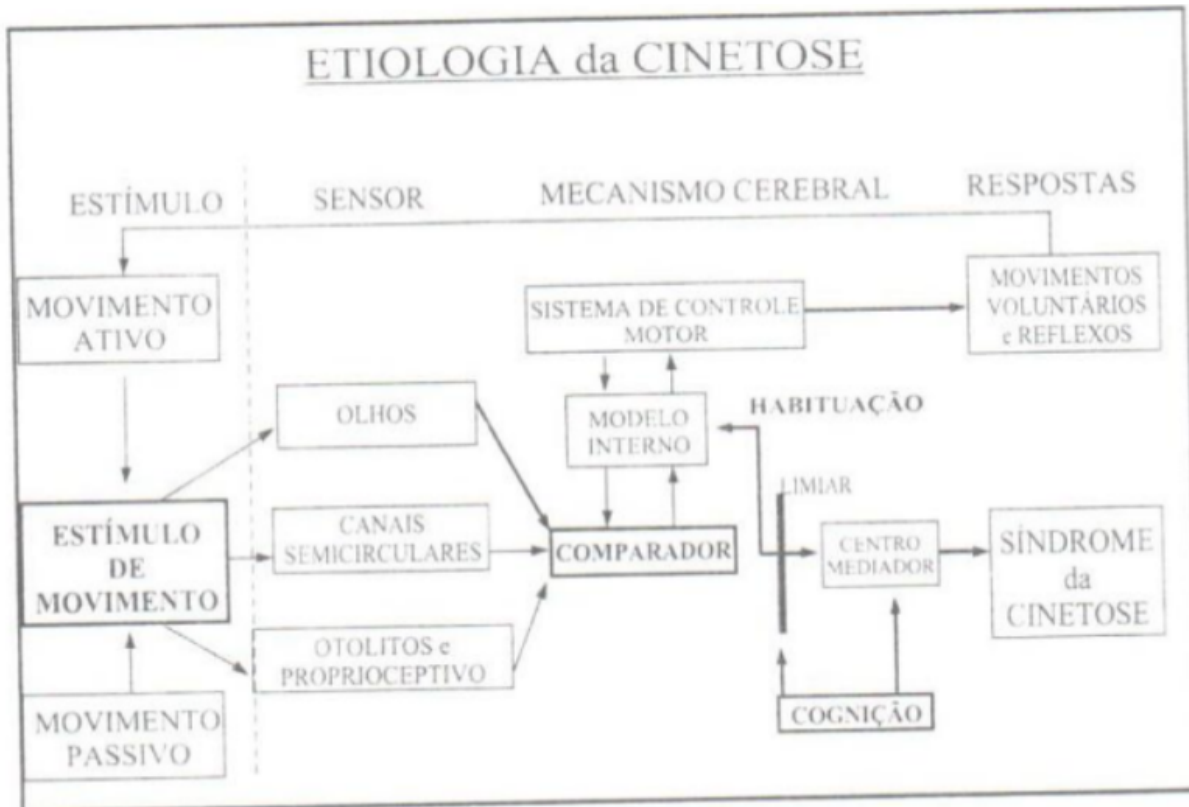 ETIOLOGIA da CINETOSE
ESTÍMULO
SENSOR
MECANISMO CEREBRAL
RESPOSTAS
MOVIMENTO
ATIVO
SISTEMA DE CONTROLE
MOTOR
MOVIMENTOS
VOLUNTÁRIOS
e REFLEXOS
OLHOS
MODELO
INTERNO
HABITUAÇÃO
LIMIAR
ESTÍMULO
DE
MOVIMENTO
CANAIS
SEMICIRCULARES
COMPARADOR
CENTRO
MEDIADOR
SÍNDROME
da
CINETOSE
OTOLITOS e
PROPRIOCEPTIVO
COGNIÇÃO
MOVIMENTO
PASSIVO